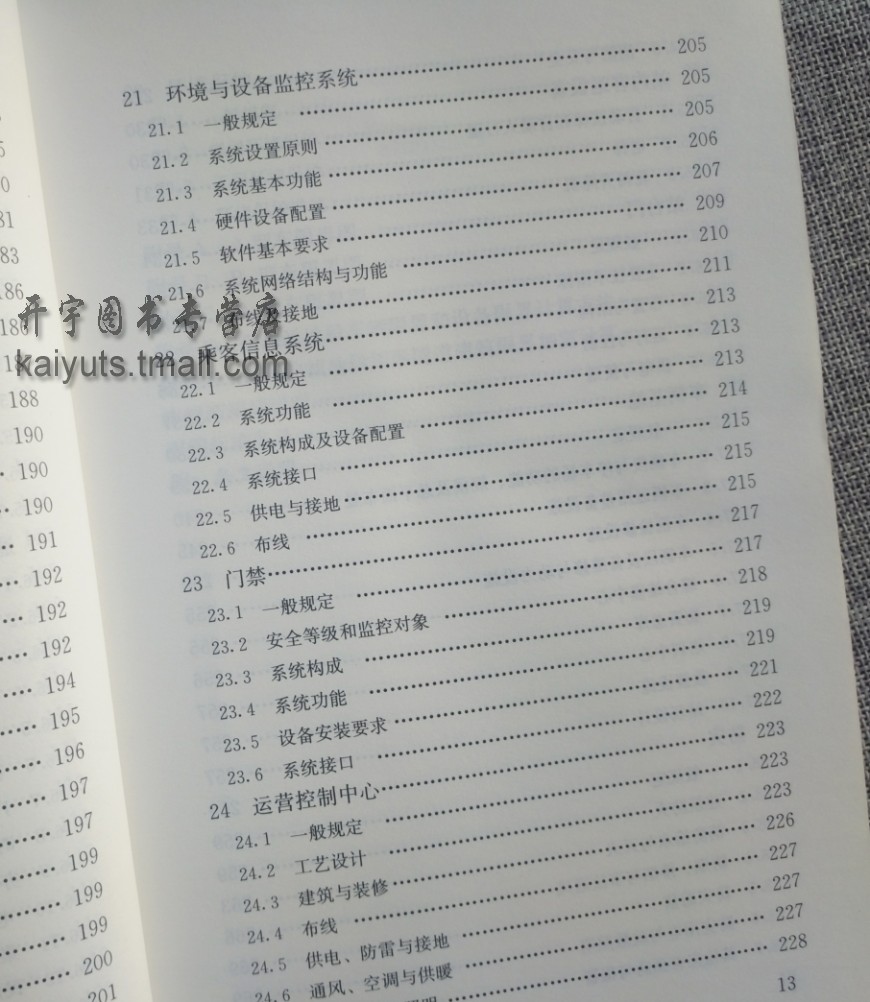 188
190
190
190
191
192
192
192
194
195
196
197
197
199
199
199
200
201
21 环境与设备监控系统 205
21.1 一般规定 205
21.2 系统设置原则 205
21.3 系统基本功能 206
21.4 硬件设备配置 207
21.5 软件基本要求 209
21.6 系统网络结构与功能 210
21.7 布线及接地 211
22 乘客信息系统 213
22.1 一般规定 213
22.2 系统功能 213
22.3 系统构成及设备配置 214
22.4 系统接口 215
22.5 供电与接地 215
22.6 布线 215
23 门禁 217
23.1 一般规定 217
23.2 安全等级和监控对象 218
23.3 系统构成 219
23.4 系统功能 219
23.5 设备安装要求 221
23.6 系统接口 222
24 运营控制中心 223
24.1 一般规定 223
24.2 工艺设计 223
24.3 建筑与装修 226
24.4 布线 227
24.5 供电、防雷与接地 227
24.6 通风、空调与供暖 227
228
13
开宇图书专营店
kaiyuts.tmall.com